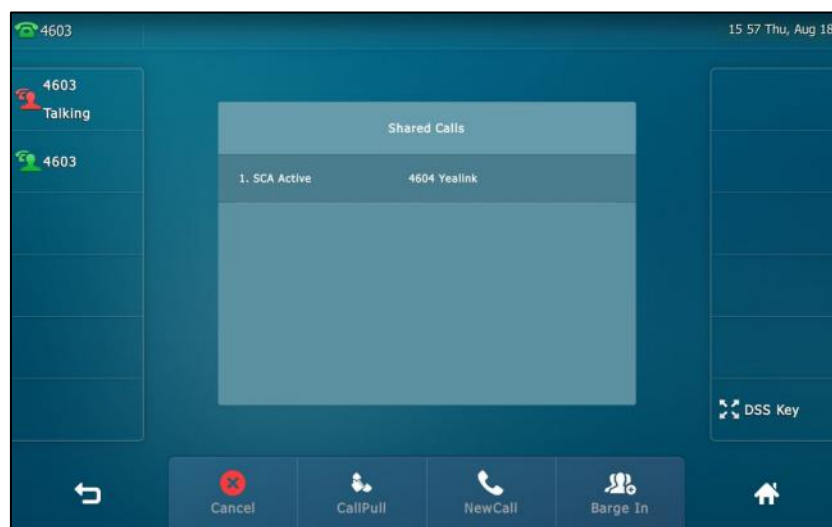 4603
15 57 Thu, Aug 18
4603
Talking
4603
Shared Calls
1. SCA Active 4604 Yealink
DSS Key
Cancel CallPull NewCall Barge In